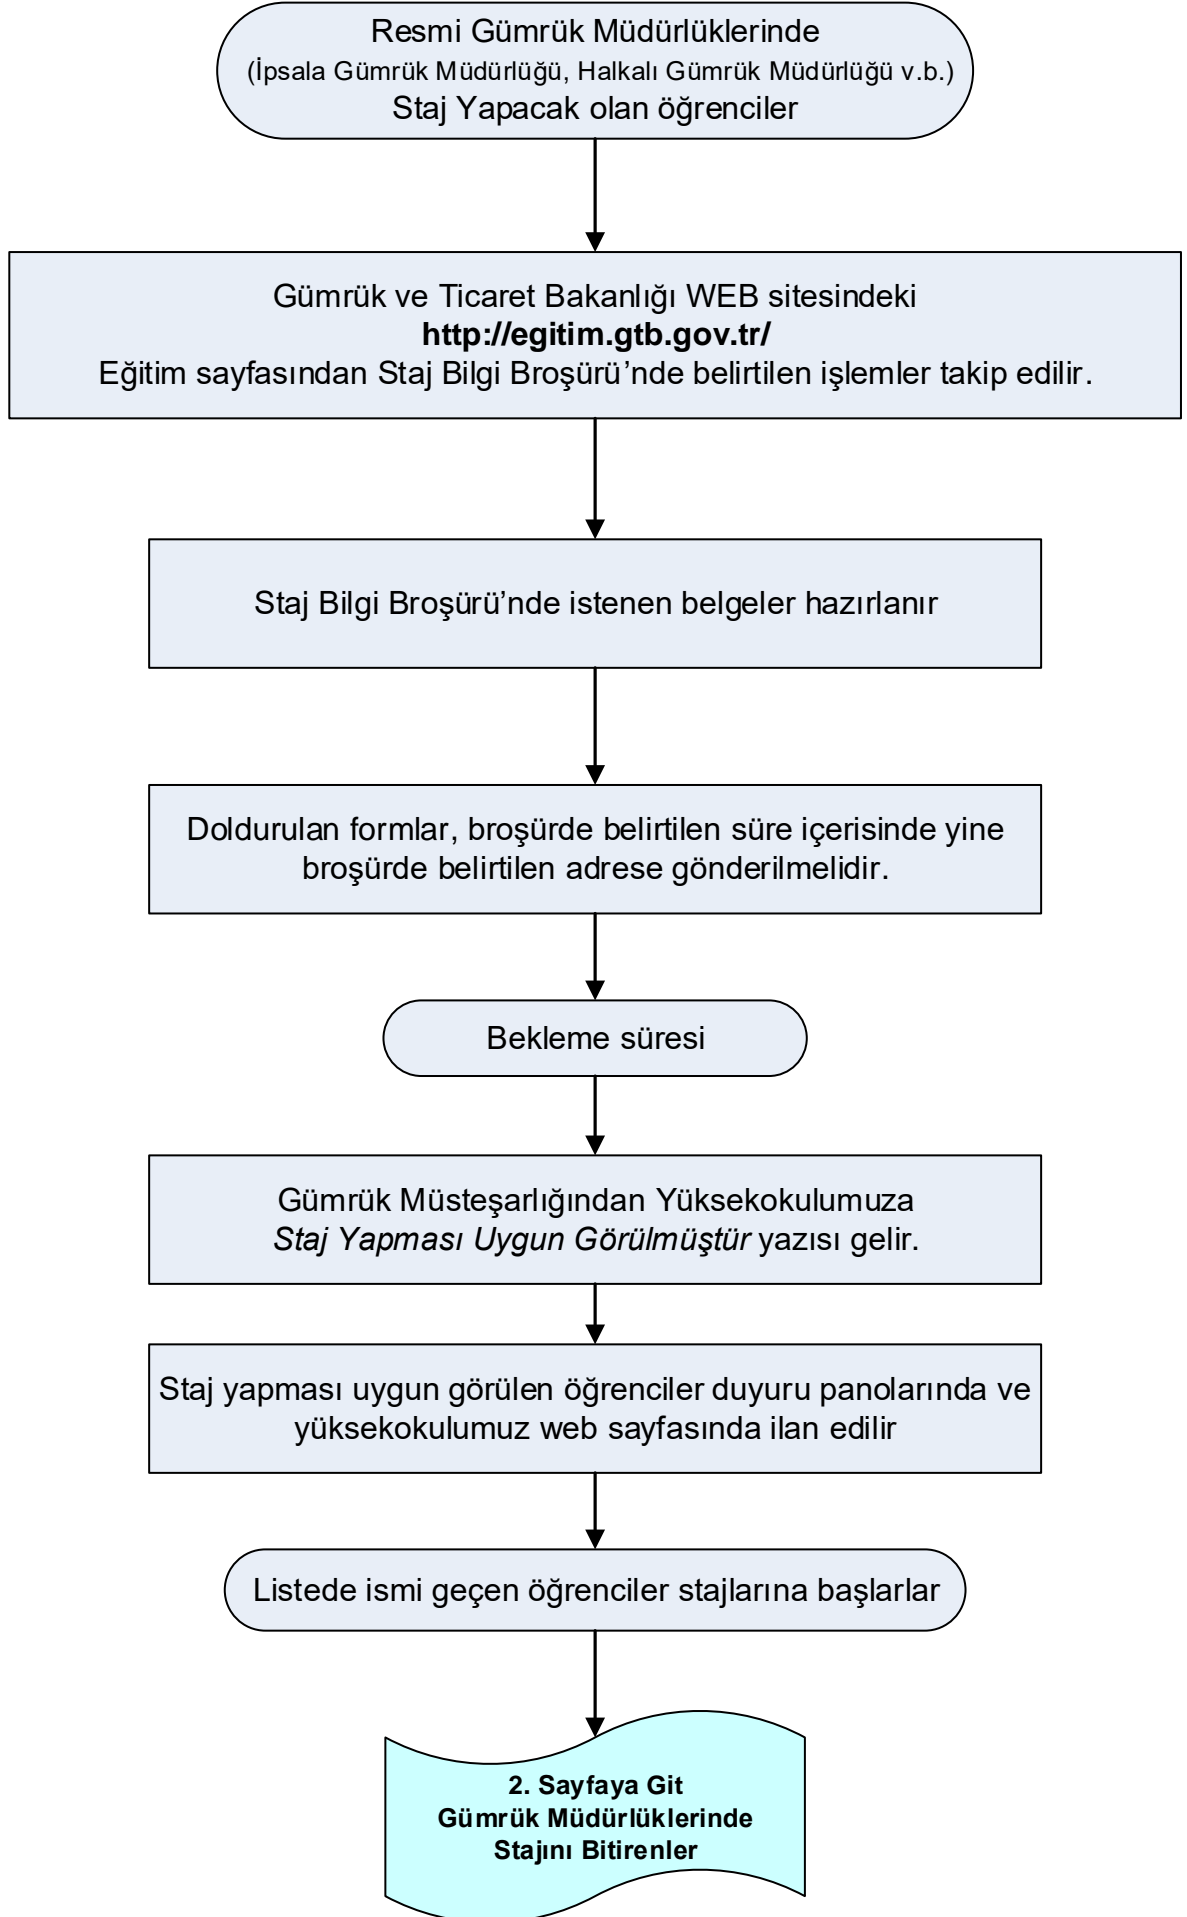 Resmi Gümrük Müdürlüklerinde
(İpsala Gümrük Müdürlüğü, Halkalı Gümrük Müdürlüğü v.b.)
Staj Yapacak olan öğrenciler
Gümrük ve Ticaret Bakanlığı WEB sitesindeki
http://egitim.gtb.gov.tr/
Eğitim sayfasından Staj Bilgi Broşürü’nde belirtilen işlemler takip edilir.
Staj Bilgi Broşürü’nde istenen belgeler hazırlanır
Doldurulan formlar, broşürde belirtilen süre içerisinde yine
broşürde belirtilen adrese gönderilmelidir.
Bekleme süresi
Gümrük Müsteşarlığından Yüksekokulumuza
Staj Yapması Uygun Görülmüştür yazısı gelir.
Staj yapması uygun görülen öğrenciler duyuru panolarında ve
yüksekokulumuz web sayfasında ilan edilir
Listede ismi geçen öğrenciler stajlarına başlarlar
2. Sayfaya Git
Gümrük Müdürlüklerinde
Stajını Bitirenler